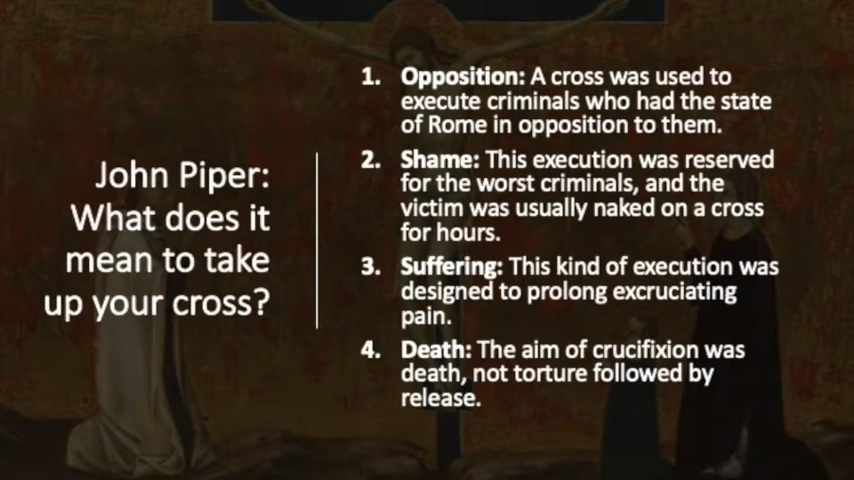 John Piper:
What does it
mean to take
up your cross?
1. Opposition: A cross was used to
execute criminals who had the state
of Rome in opposition to them.
2. Shame: This execution was reserved
for the worst criminals, and the
victim was usually naked on a cross
for hours.
3. Suffering: This kind of execution was
designed to prolong excruciating
pain.
4. Death: The aim of crucifixion was
death, not torture followed by
release.